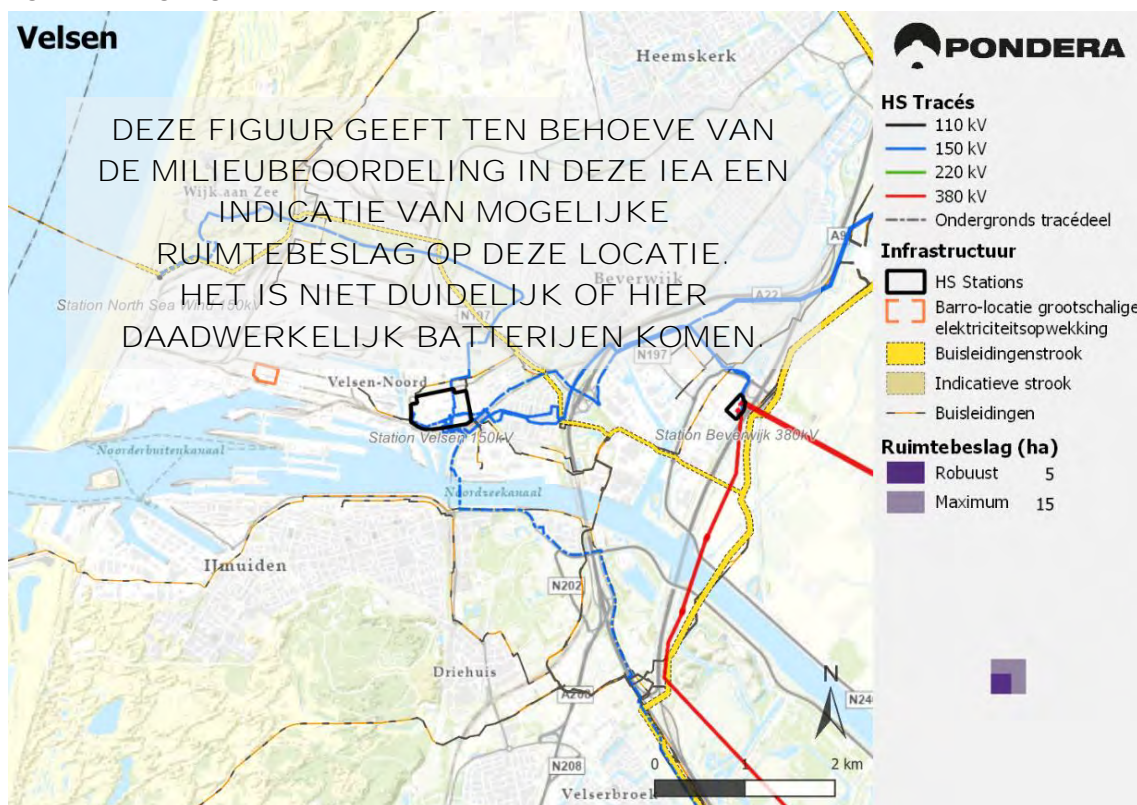 Velsen
Heemskerk
DEZE FIGUUR GEEFT TEN BEHOEVE VAN
DE MILIEUBEOORDELING IN DEZE IEA EEN
INDICATIE VAN MOGELIJKE
RUIMTEBESLAG OP DEZE LOCATIE.
HET IS NIET DUIDELIJK OF HIER
DAADWERKELIJK BATTERIJEN KOMEN.
Wijk aan Zee
Beverwijk
A9
A22
Station North Sea Wind 150kV
N197
N197
Velsen-Noord
Station Velsen 150kV
Station Beverwijk 380kV
Noorderbuitenkanaal
Noordzeekanaal
IJmuiden
N202
Driehuis
A208
N208
Velserbroek
N
0 1 2 km
PONDERA
HS Tracés
110 kV
150 kV
220 kV
380 kV
Ondergronds tracédeel
Infrastructuur
HS Stations
Barro-locatie grootschalige
elektriciteitsopwekking
Buisleidingenstrook
Indicatieve strook
Buisleidingen
Ruimtebeslag (ha)
Robuust 5
Maximum 15